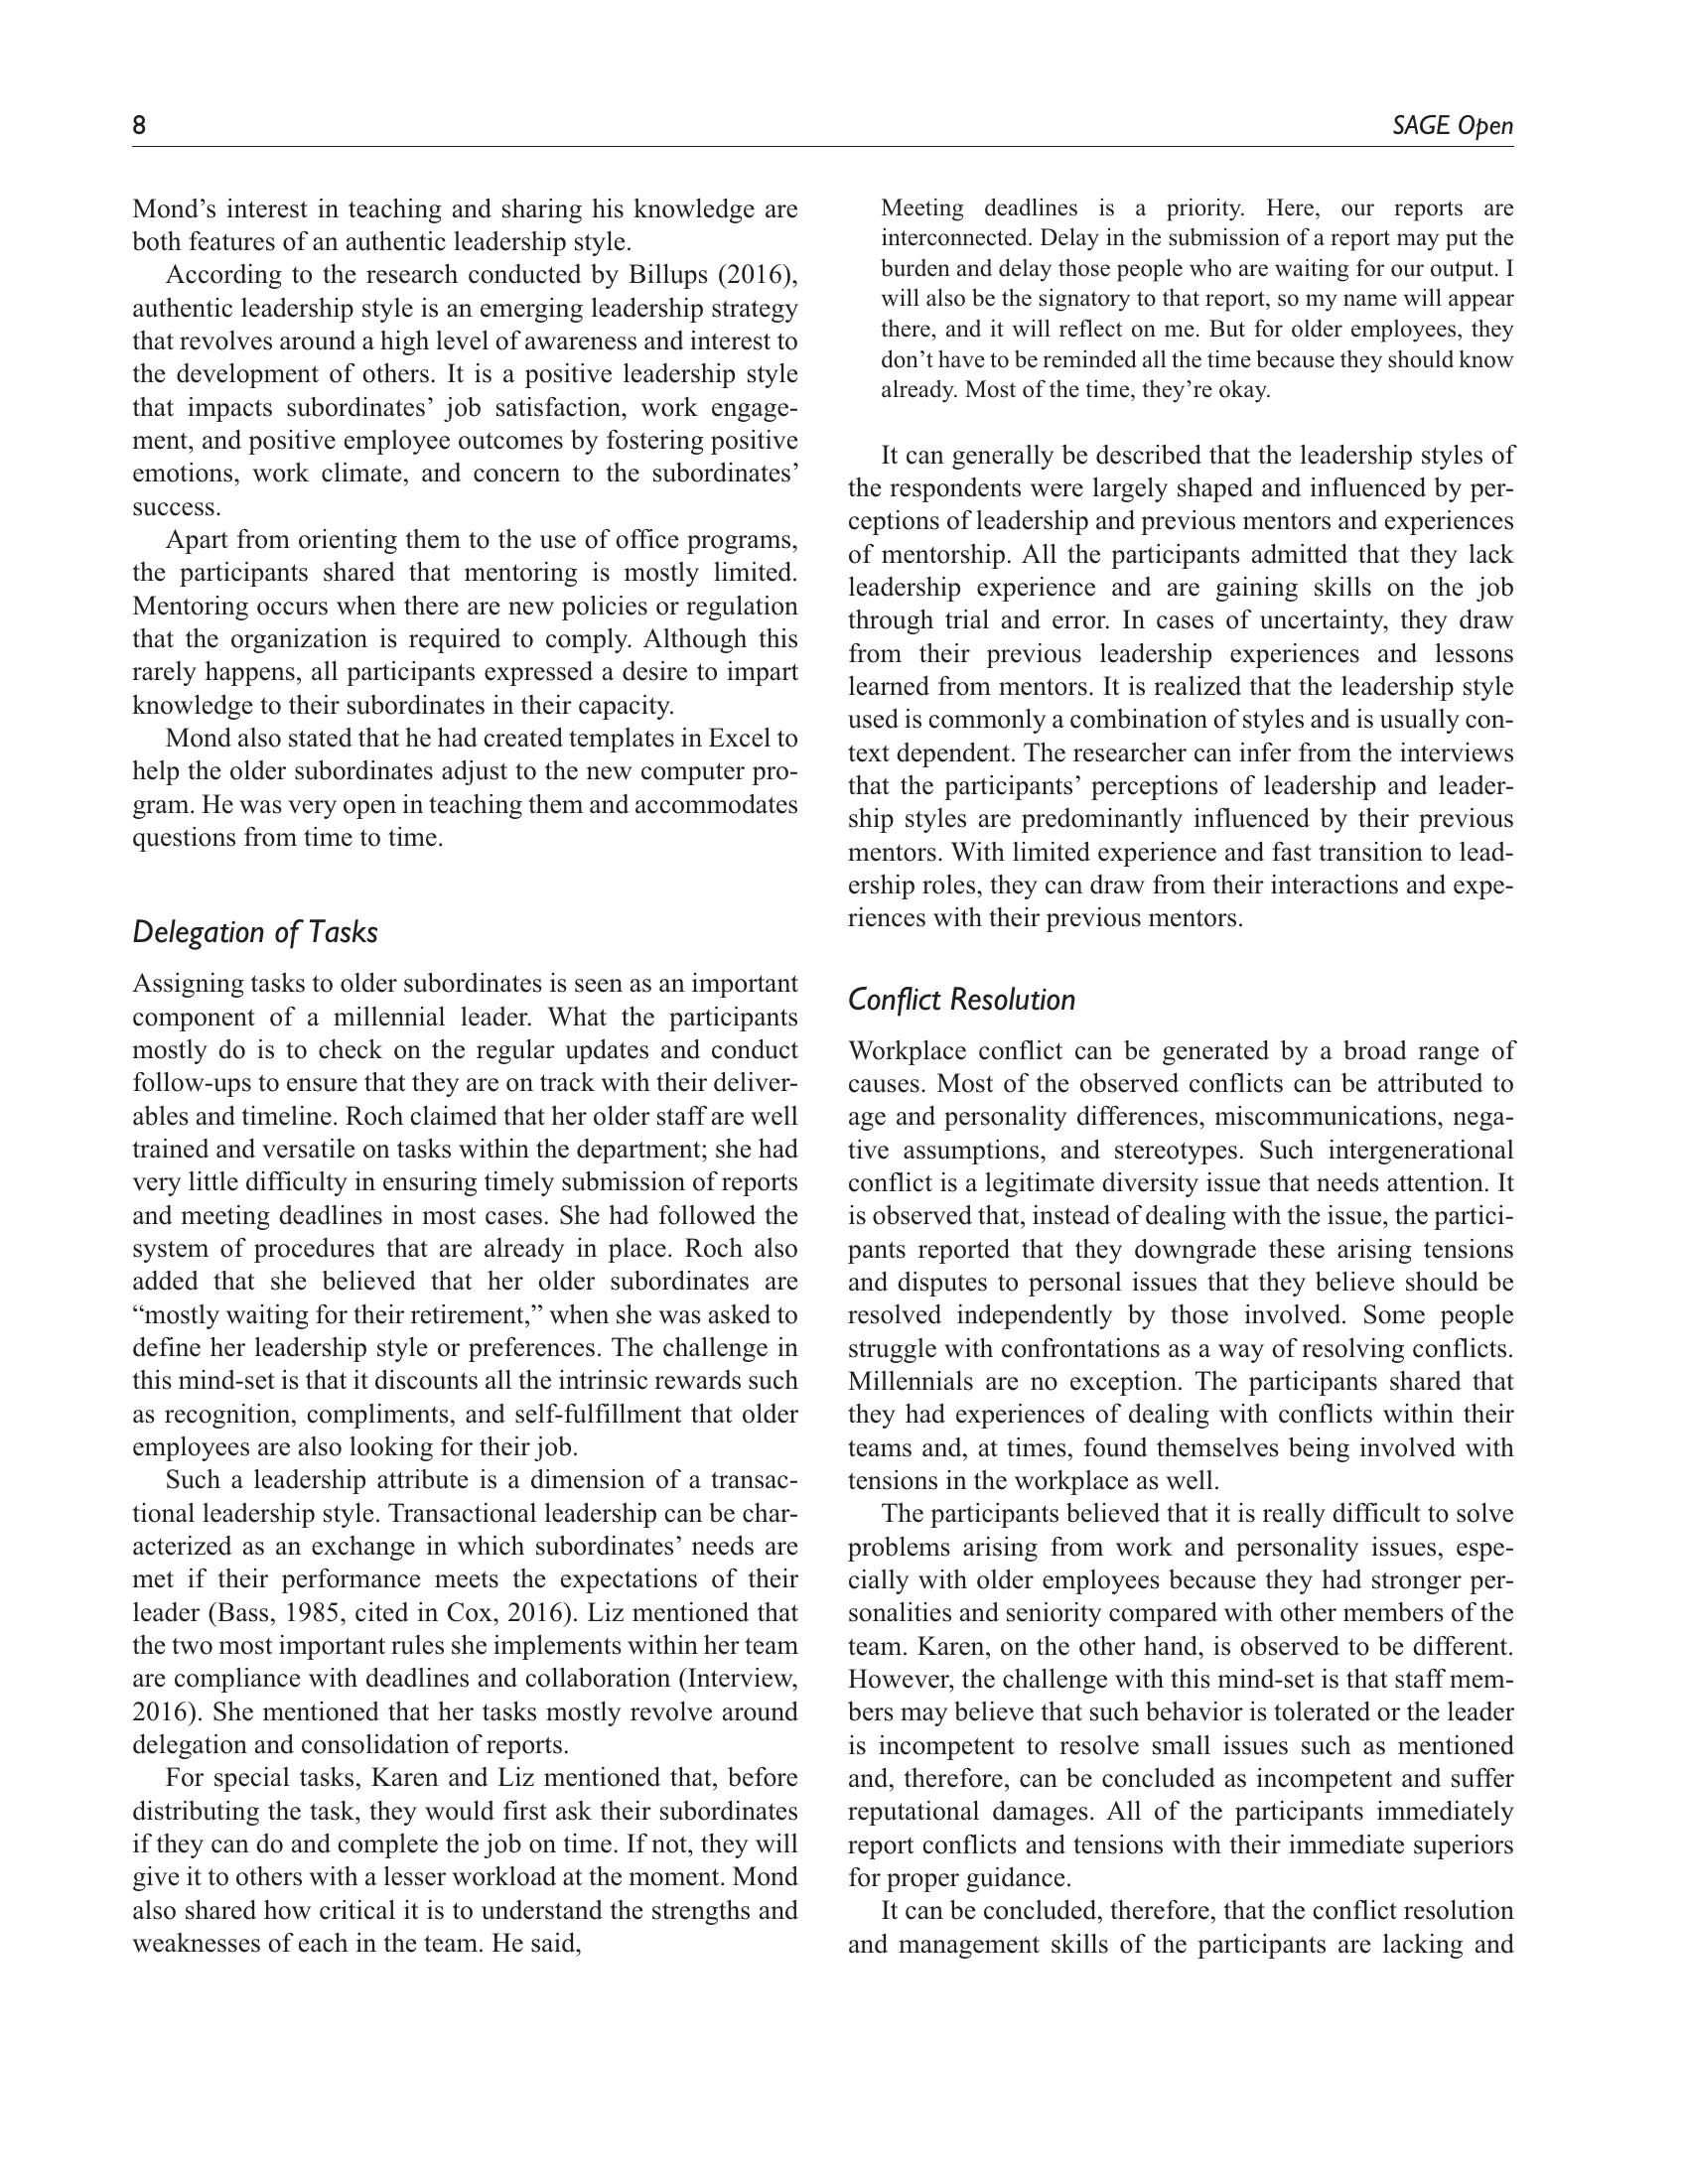 8
SAGE Open
Mond’s interest in teaching and sharing his knowledge are
both features of an authentic leadership style.
According to the research conducted by Billups (2016),
authentic leadership style is an emerging leadership strategy
that revolves around a high level of awareness and interest to
the development of others. It is a positive leadership style
that impacts subordinates’ job satisfaction, work engage-
ment, and positive employee outcomes by fostering positive
emotions, work climate, and concern to the subordinates’
success.
Apart from orienting them to the use of office programs,
the participants shared that mentoring is mostly limited.
Mentoring occurs when there are new policies or regulation
that the organization is required to comply. Although this
rarely happens, all participants expressed a desire to impart
knowledge to their subordinates in their capacity.
Mond also stated that he had created templates in Excel to
help the older subordinates adjust to the new computer pro-
gram. He was very open in teaching them and accommodates
questions from time to time.
Delegation of Tasks
Assigning tasks to older subordinates is seen as an important
component of a millennial leader. What the participants
mostly do is to check on the regular updates and conduct
follow-ups to ensure that they are on track with their deliver-
ables and timeline. Roch claimed that her older staff are well
trained and versatile on tasks within the department; she had
very little difficulty in ensuring timely submission of reports
and meeting deadlines in most cases. She had followed the
system of procedures that are already in place. Roch also
added that she believed that her older subordinates are
“mostly waiting for their retirement,” when she was asked to
define her leadership style or preferences. The challenge in
this mind-set is that it discounts all the intrinsic rewards such
as recognition, compliments, and self-fulfillment that older
employees are also looking for their job.
Such a leadership attribute is a dimension of a transac-
tional leadership style. Transactional leadership can be char-
acterized as an exchange in which subordinates’ needs are
met if their performance meets the expectations of their
leader (Bass, 1985, cited in Cox, 2016). Liz mentioned that
the two most important rules she implements within her team
are compliance with deadlines and collaboration (Interview,
2016). She mentioned that her tasks mostly revolve around
delegation and consolidation of reports.
For special tasks, Karen and Liz mentioned that, before
distributing the task, they would first ask their subordinates
if they can do and complete the job on time. If not, they will
give it to others with a lesser workload at the moment. Mond
also shared how critical it is to understand the strengths and
weaknesses of each in the team. He said,
Meeting deadlines is a priority. Here, our reports are
interconnected. Delay in the submission of a report may put the
burden and delay those people who are waiting for our output. I
will also be the signatory to that report, so my name will appear
there, and it will reflect on me. But for older employees, they
don’t have to be reminded all the time because they should know
already. Most of the time, they’re okay.
It can generally be described that the leadership styles of
the respondents were largely shaped and influenced by per-
ceptions of leadership and previous mentors and experiences
of mentorship. All the participants admitted that they lack
leadership experience and are gaining skills on the job
through trial and error. In cases of uncertainty, they draw
from their previous leadership experiences and lessons
learned from mentors. It is realized that the leadership style
used is commonly a combination of styles and is usually con-
text dependent. The researcher can infer from the interviews
that the participants’ perceptions of leadership and leader-
ship styles are predominantly influenced by their previous
mentors. With limited experience and fast transition to lead-
ership roles, they can draw from their interactions and expe-
riences with their previous mentors.
Conflict Resolution
Workplace conflict can be generated by a broad range of
causes. Most of the observed conflicts can be attributed to
age and personality differences, miscommunications, nega-
tive assumptions, and stereotypes. Such intergenerational
conflict is a legitimate diversity issue that needs attention. It
is observed that, instead of dealing with the issue, the partici-
pants reported that they downgrade these arising tensions
and disputes to personal issues that they believe should be
resolved independently by those involved. Some people
struggle with confrontations as a way of resolving conflicts.
Millennials are no exception. The participants shared that
they had experiences of dealing with conflicts within their
teams and, at times, found themselves being involved with
tensions in the workplace as well.
The participants believed that it is really difficult to solve
problems arising from work and personality issues, espe-
cially with older employees because they had stronger per-
sonalities and seniority compared with other members of the
team. Karen, on the other hand, is observed to be different.
However, the challenge with this mind-set is that staff mem-
bers may believe that such behavior is tolerated or the leader
is incompetent to resolve small issues such as mentioned
and, therefore, can be concluded as incompetent and suffer
reputational damages. All of the participants immediately
report conflicts and tensions with their immediate superiors
for proper guidance.
It can be concluded, therefore, that the conflict resolution
and management skills of the participants are lacking and